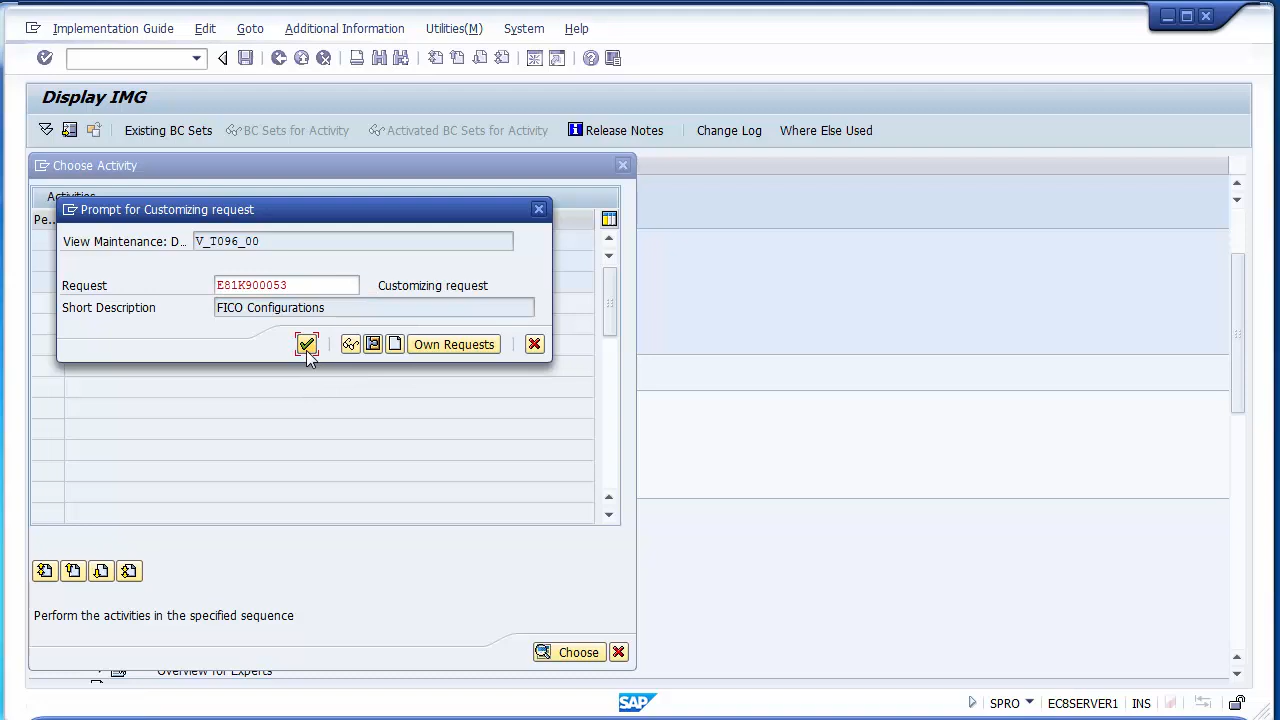 Implementation Guide Edit Goto Additional Information Utilities(M) System Help
Display IMG
Existing BC Sets BC Sets for Activity Activated BC Sets for Activity Release Notes Change Log Where Else Used
Choose Activity
Activities
Pe..
Prompt for Customizing request
View Maintenance: D... V_T096_00
Request E81K900053 Customizing request
Short Description FICO Configurations
Own Requests
Perform the activities in the specified sequence
Choose
Overview for Experts
SAP SPRO EC8SERVER1 INS